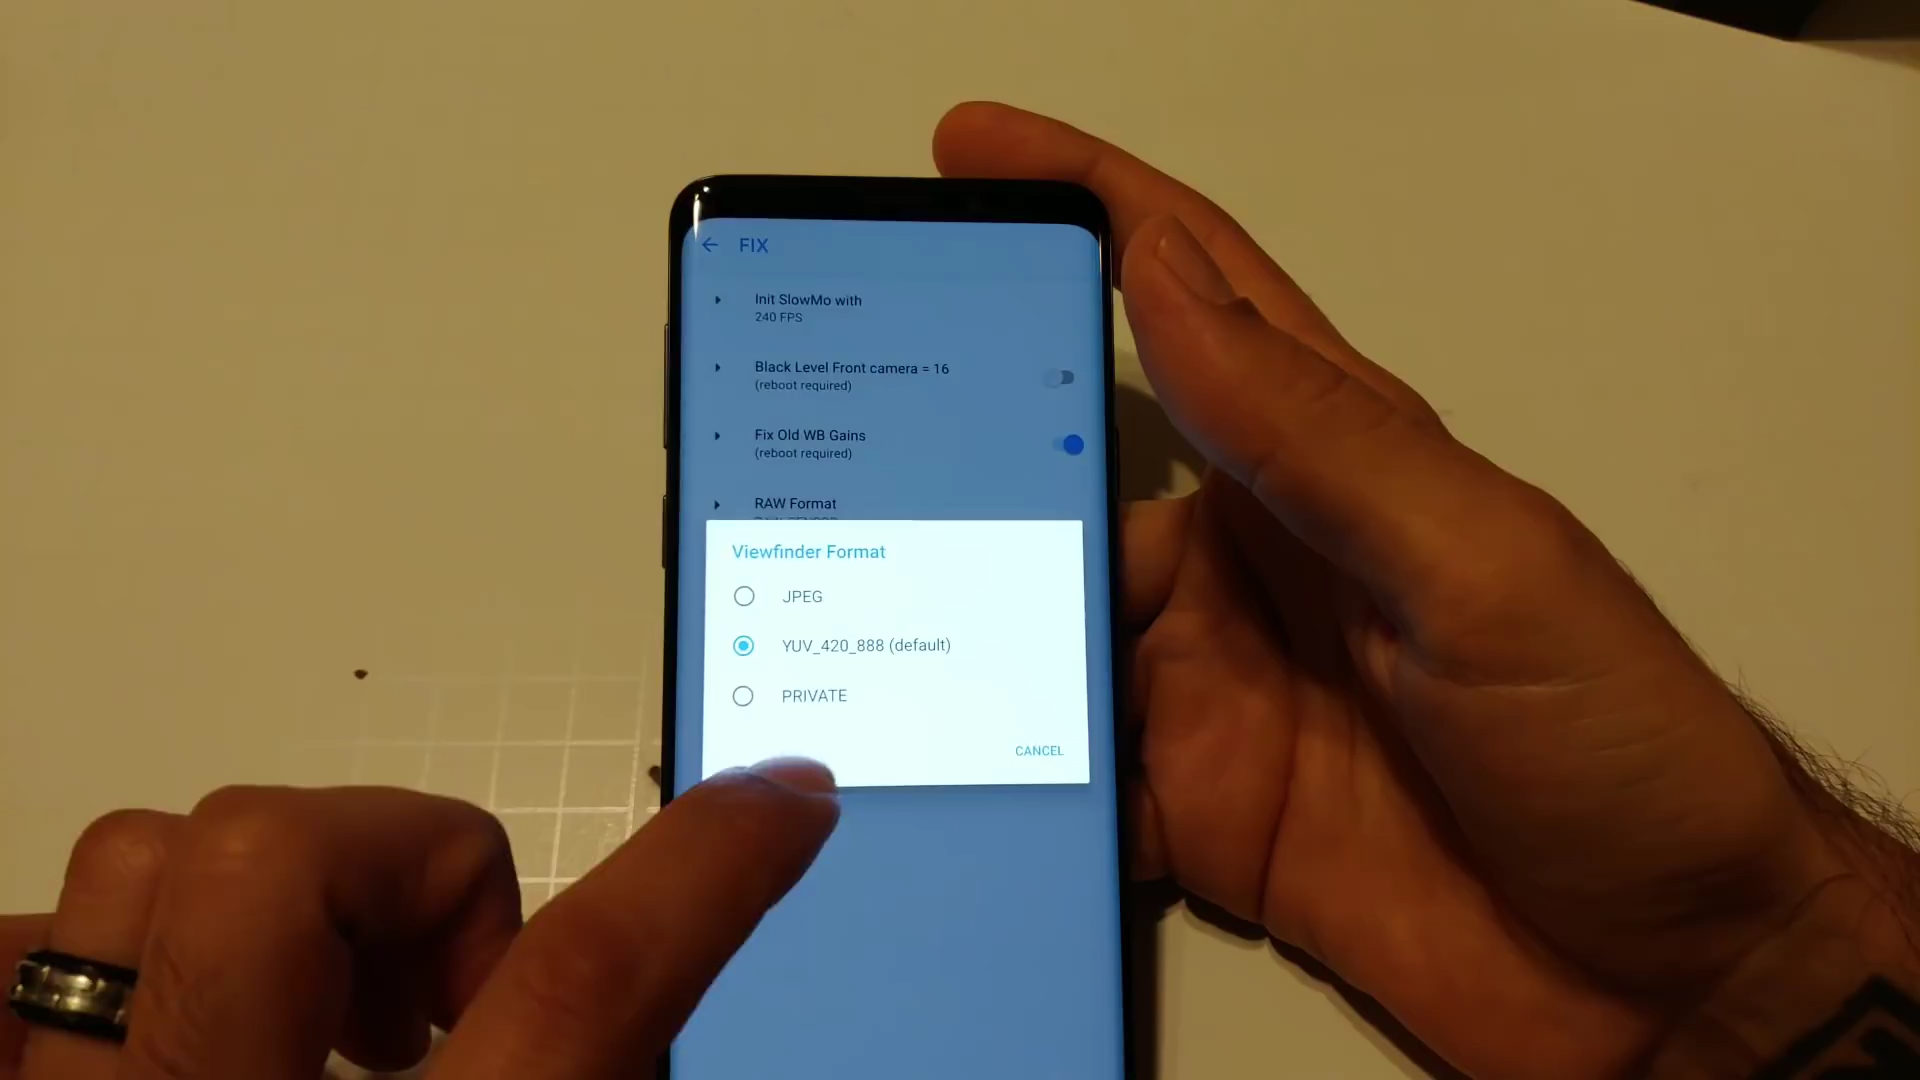 FIX
Init SlowMo with
240 FPS
Black Level Front camera = 16
(reboot required)
Fix Old WB Gains
(reboot required)
RAW Format
Viewfinder Format
JPEG
YUV_420_888 (default)
PRIVATE
CANCEL